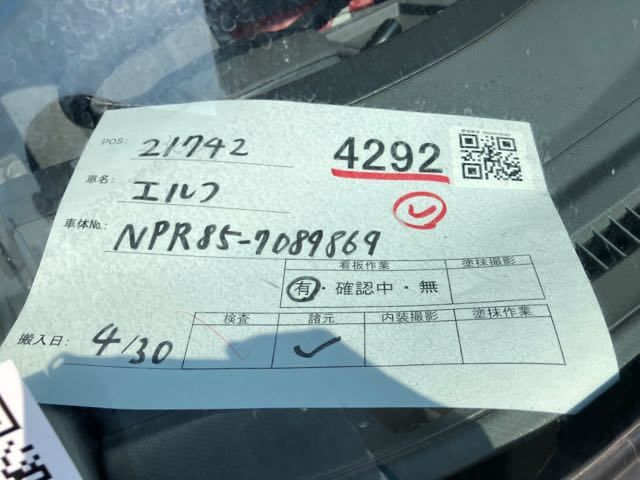 POS: 21742
4292
車名: エルフ
車体No.: NPR85-7089869
看板作業 塗抹撮影
有・確認中・無
搬入日: 4/30
検査 諸元 内装撮影 塗抹作業